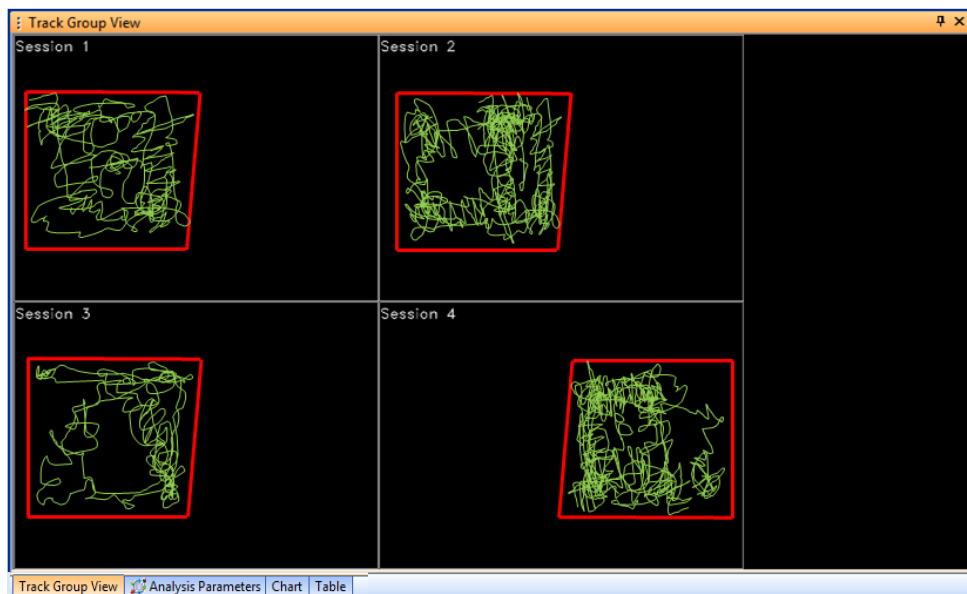 Track Group View
Session 1
Session 2
Session 3
Session 4
Track Group View Analysis Parameters Chart Table